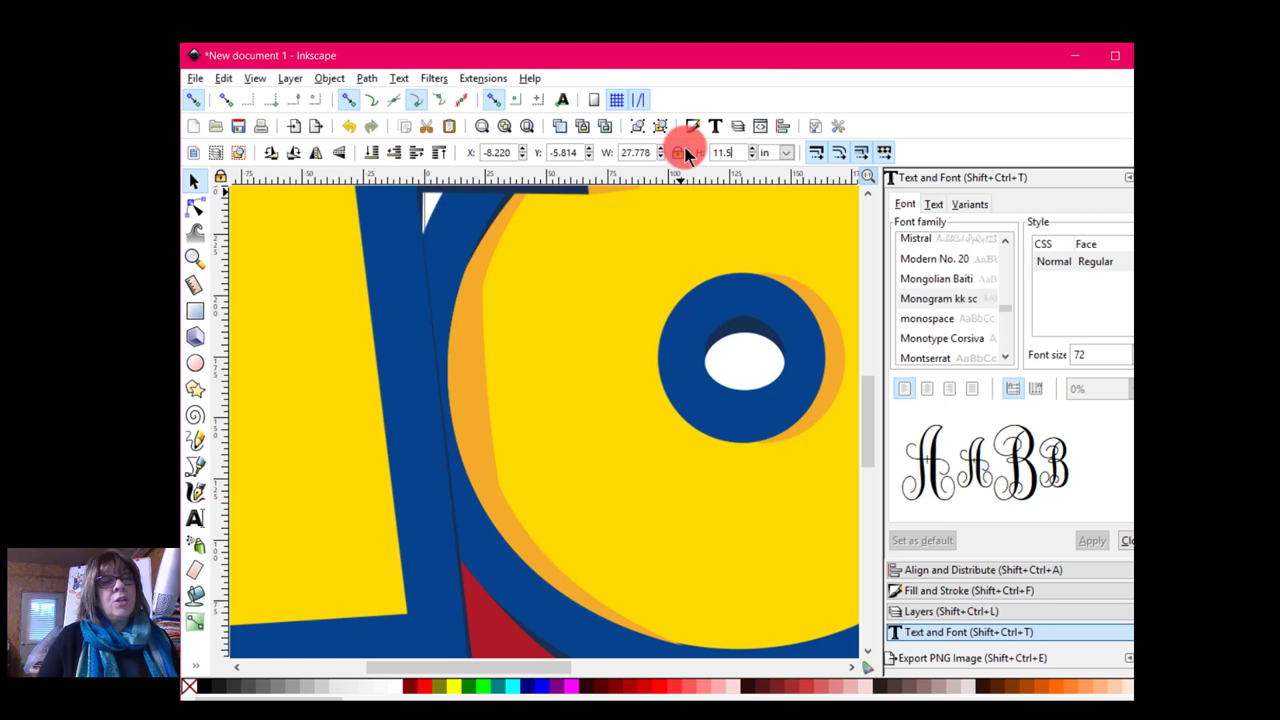 *New document 1 - Inkscape
File Edit View Layer Object Path Text Filters Extensions Help
X: -8.220 Y: -5.814 W: 27.778 H: 11.5 in
Text and Font (Shift+Ctrl+T)
Font Text Variants
Font family Style
Mistral
CSS Face
Modern No. 20
Normal Regular
Mongolian Baiti
Monogram kk sc
monospace AaBbCc
Monotype Corsiva
Montserrat
Font size 72
0%
A A B B
Set as default Apply
Align and Distribute (Shift+Ctrl+A)
Fill and Stroke (Shift+Ctrl+F)
Layers (Shift+Ctrl+L)
Text and Font (Shift+Ctrl+T)
Export PNG Image (Shift+Ctrl+E)